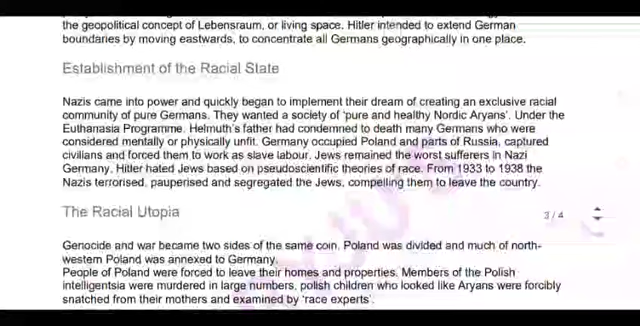 the geopolitical concept of Lebensraum, or living space. Hitler intended to extend German
boundaries by moving eastwards, to concentrate all Germans geographically in one place.
Establishment of the Racial State
Nazis came into power and quickly began to implement their dream of creating an exclusive racial
community of pure Germans. They wanted a society of 'pure and healthy Nordic Aryans'. Under the
Euthanasia Programme. Helmuth's father had condemned to death many Germans who were
considered mentally or physically unfit. Germany occupied Poland and parts of Russia, captured
civilians and forced them to work as slave labour. Jews remained the worst sufferers in Nazi
Germany. Hitler hated Jews based on pseudoscientific theories of race. From 1933 to 1938 the
Nazis terrorised, pauperised and segregated the Jews, compelling them to leave the country.
The Racial Utopia
3 / 4
Genocide and war became two sides of the same coin. Poland was divided and much of north-
western Poland was annexed to Germany.
People of Poland were forced to leave their homes and properties. Members of the Polish
intelligentsia were murdered in large numbers, polish children who looked like Aryans were forcibly
snatched from their mothers and examined by 'race experts'.